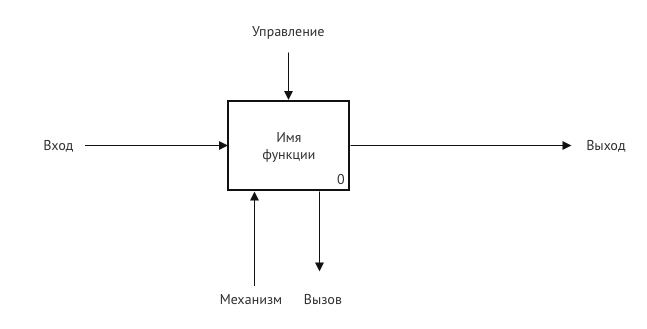 Управление
Вход
Имя
функции
Выход
0
Механизм
Вызов